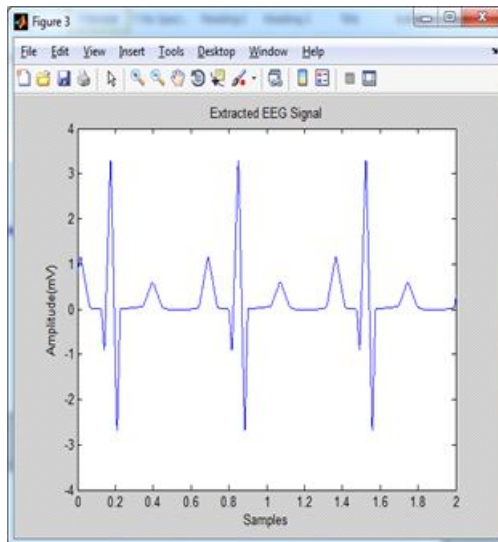 Figure 3
File Edit View Insert Tools Desktop Window Help
Extracted EEG Signal
Amplitude(mV)
4
3
2
1
0
-1
-2
-3
-4
0 0.2 0.4 0.6 0.8 1 1.2 1.4 1.6 1.8 2
Samples